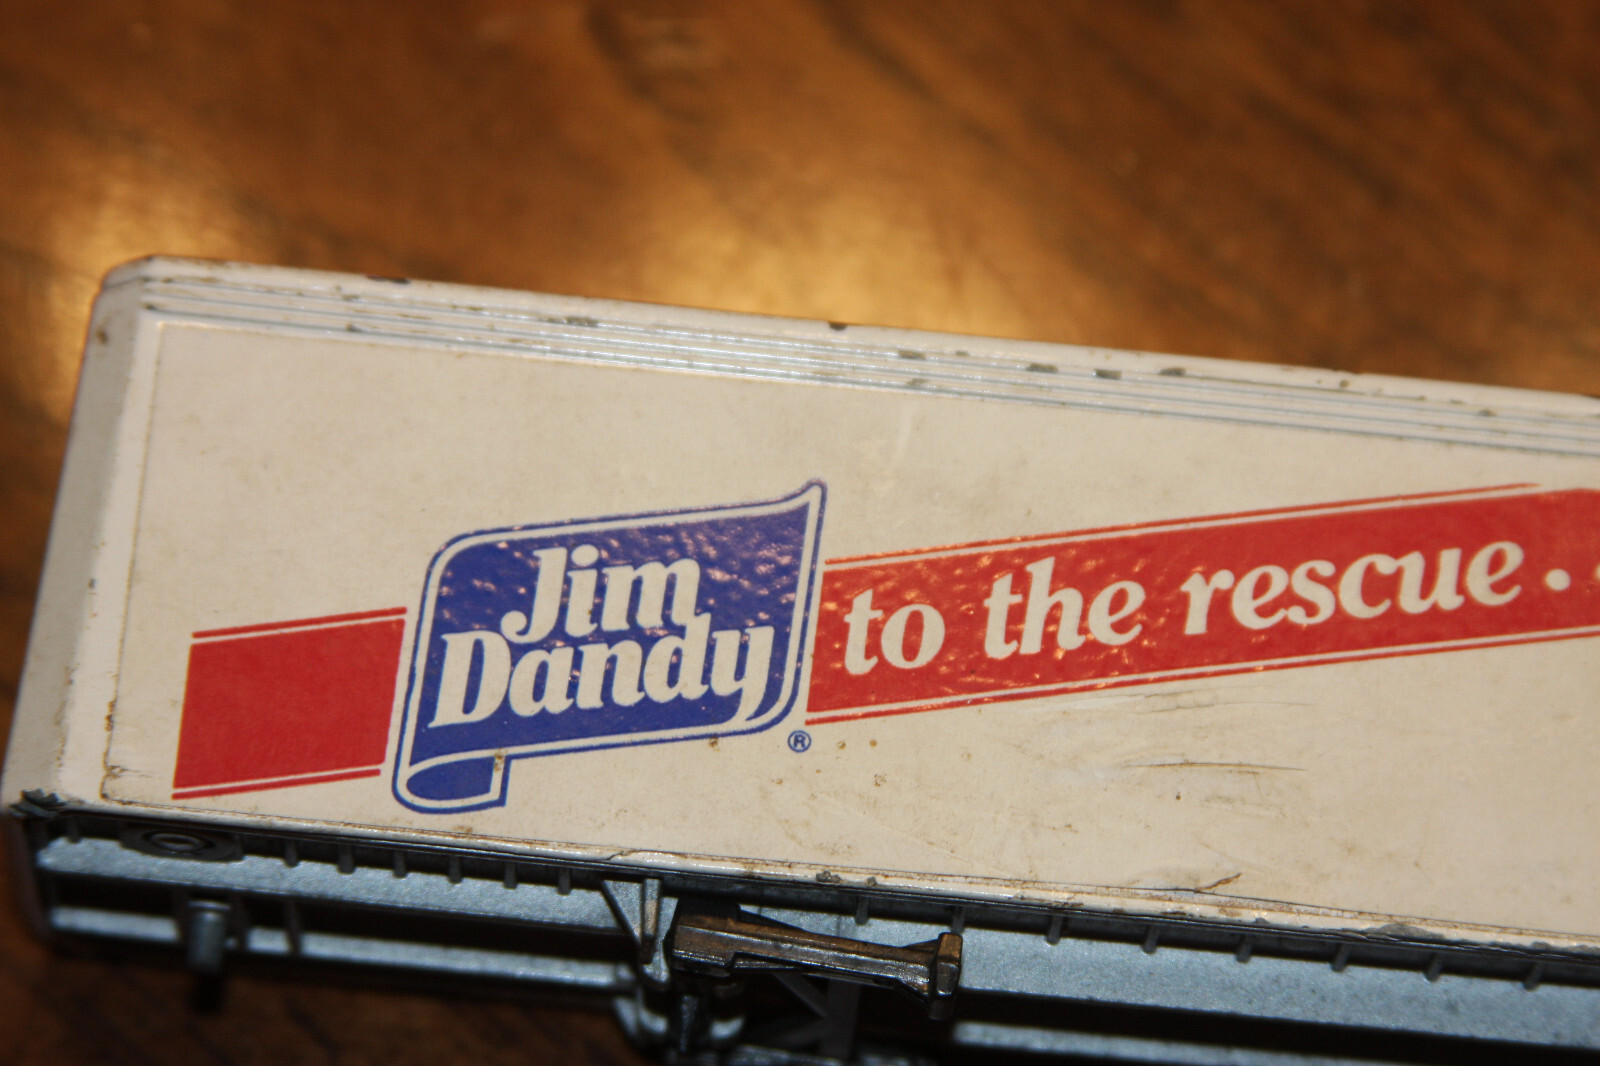 Jim
Dandy
®
to the rescue. .